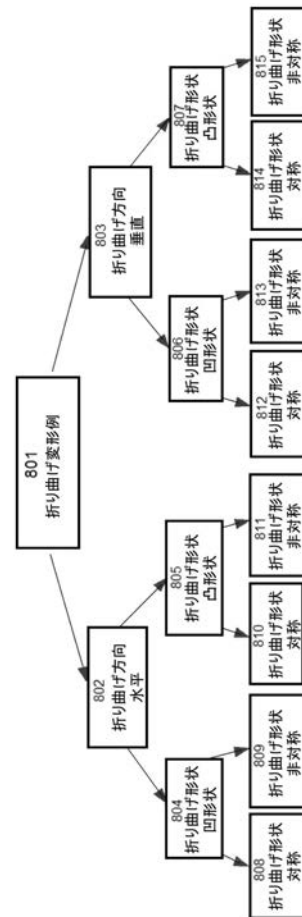 801
折り曲げ変形例
802
折り曲げ方向
水平
803
折り曲げ方向
垂直
804
折り曲げ形状
凹形状
805
折り曲げ形状
凸形状
806
折り曲げ形状
凹形状
807
折り曲げ形状
凸形状
808
折り曲げ形状
対称
809
折り曲げ形状
非対称
810
折り曲げ形状
対称
811
折り曲げ形状
非対称
812
折り曲げ形状
対称
813
折り曲げ形状
非対称
814
折り曲げ形状
対称
815
折り曲げ形状
非対称